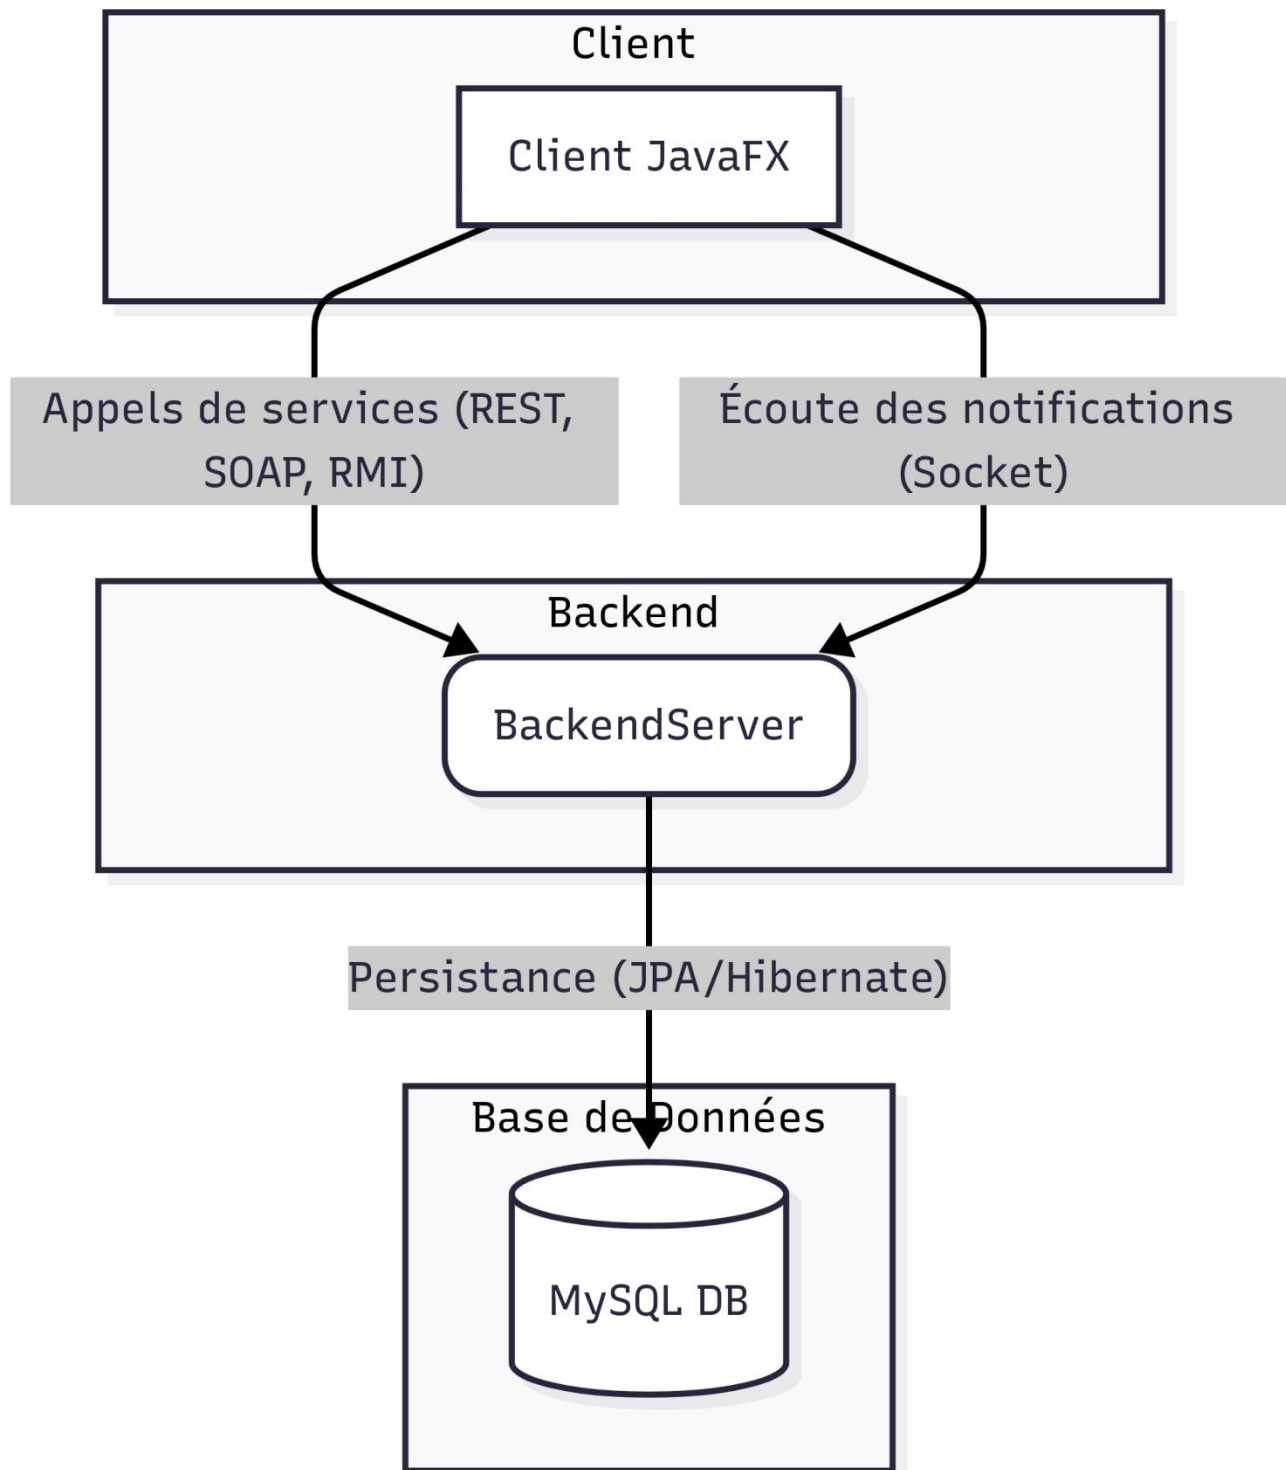 Client
Client JavaFX
Appels de services (REST,
SOAP, RMI)
Écoute des notifications
(Socket)
Backend
BackendServer
Persistance (JPA/Hibernate)
Base de Données
MySQL DB